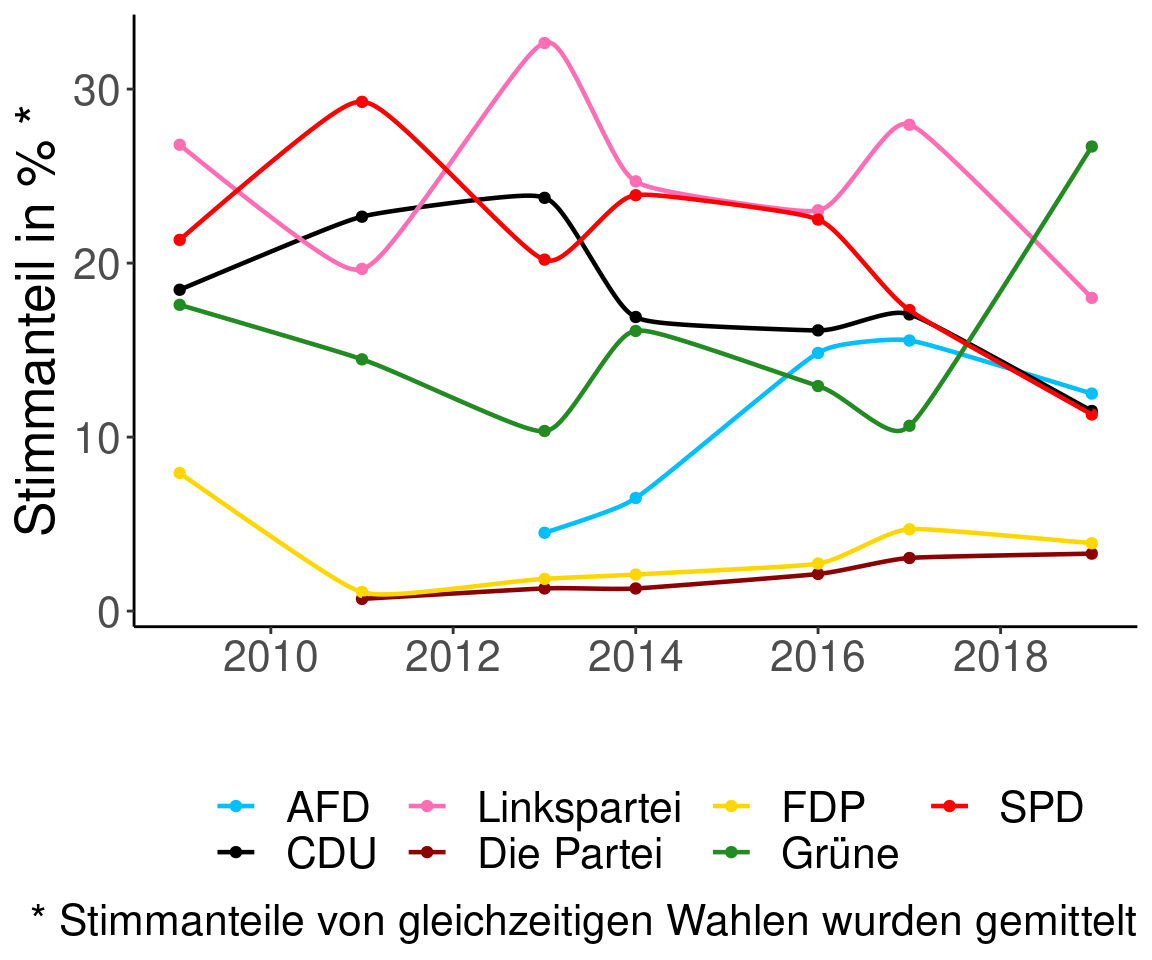 Stimmanteil in % *
30
20
10
0
2010 2012 2014 2016 2018
AFD Linkspartei FDP SPD
CDU Die Partei Grüne
* Stimmanteile von gleichzeitigen Wahlen wurden gemittelt